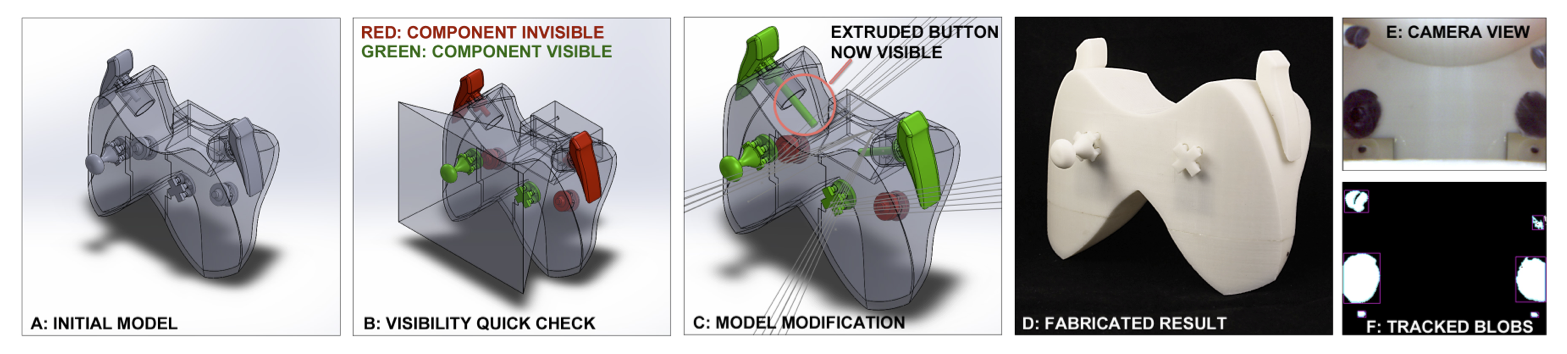 A: INITIAL MODEL
RED: COMPONENT INVISIBLE
GREEN: COMPONENT VISIBLE
B: VISIBILITY QUICK CHECK
EXTRUDED BUTTON
NOW VISIBLE
C: MODEL MODIFICATION
D: FABRICATED RESULT
E: CAMERA VIEW
F: TRACKED BLOBS